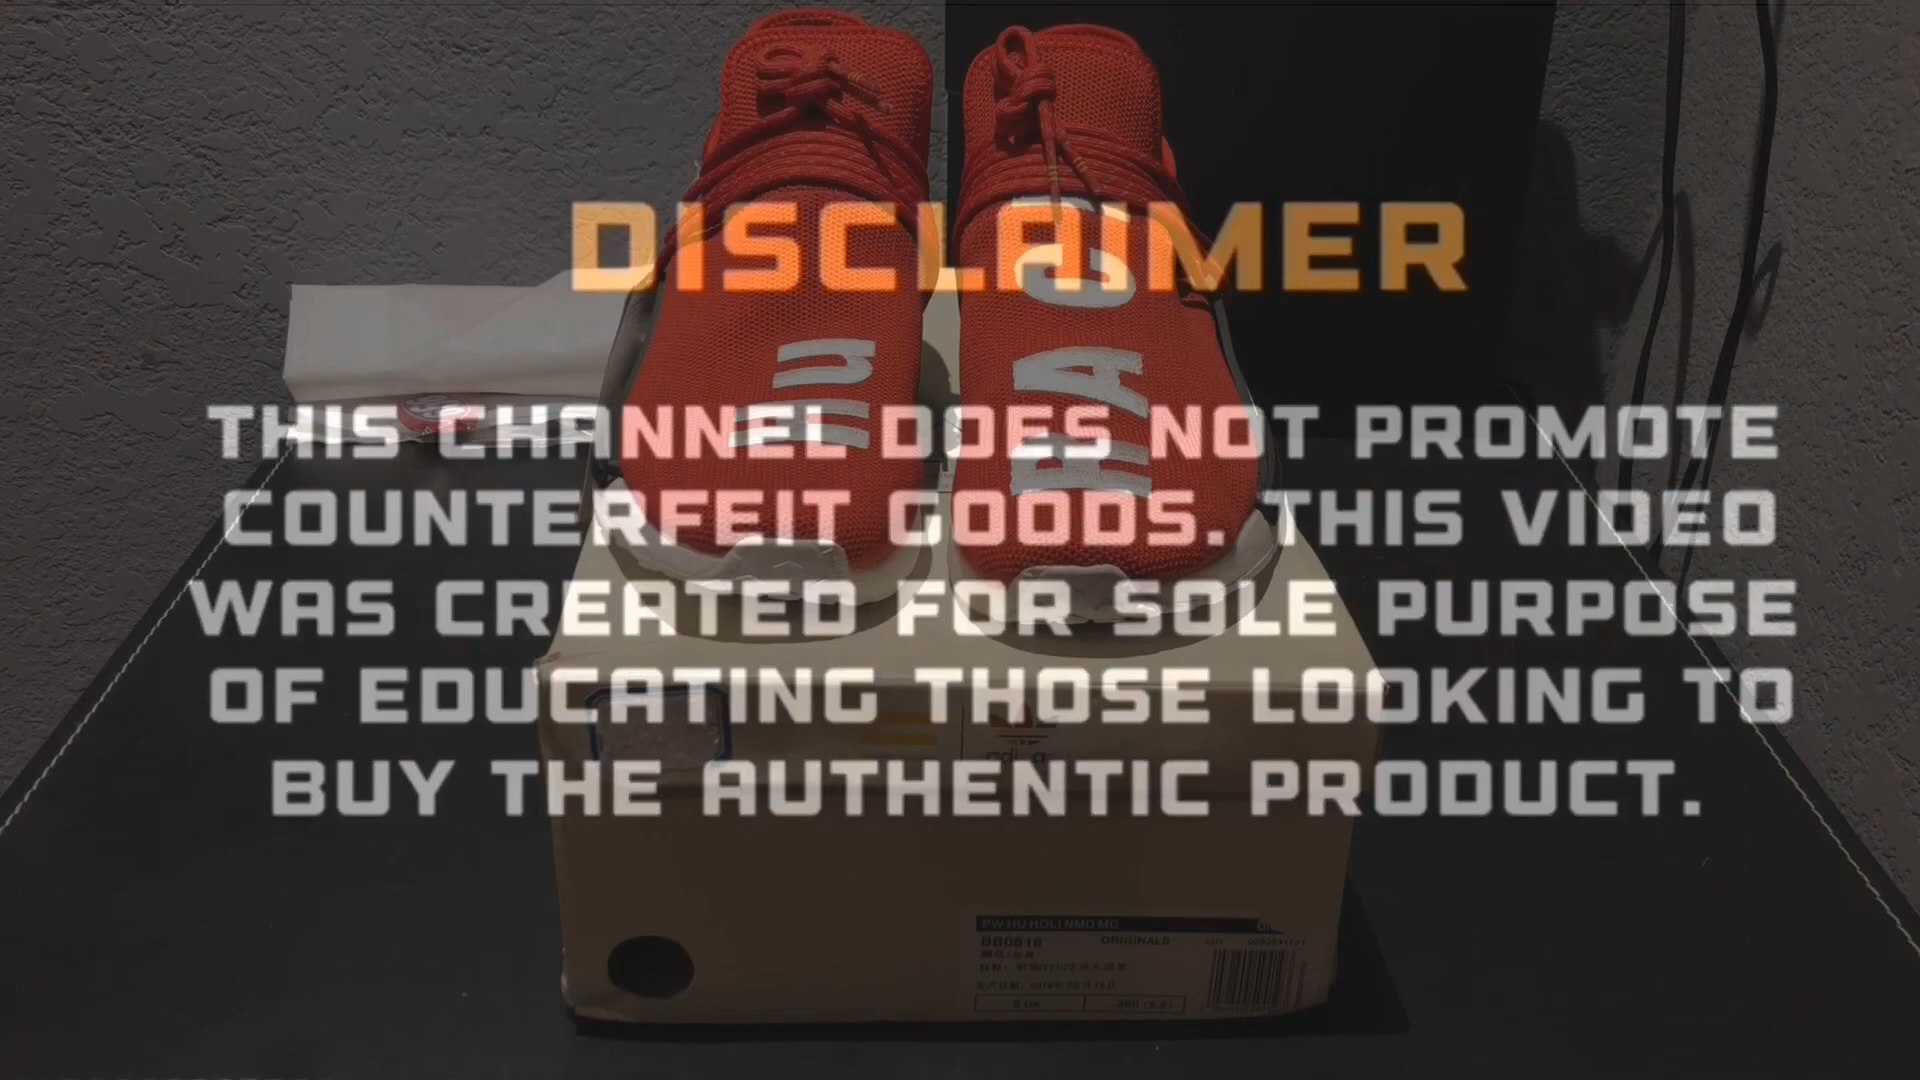 DISCLAIMER
THIS CHANNEL DOES NOT PROMOTE
COUNTERFEIT GOODS. THIS VIDEO
WAS CREATED FOR SOLE PURPOSE
OF EDUCATING THOSE LOOKING TO
BUY THE AUTHENTIC PRODUCT.
HU
RACE
adidas
PW HU HOLI NMD MC
BB0616 ORIGINALS